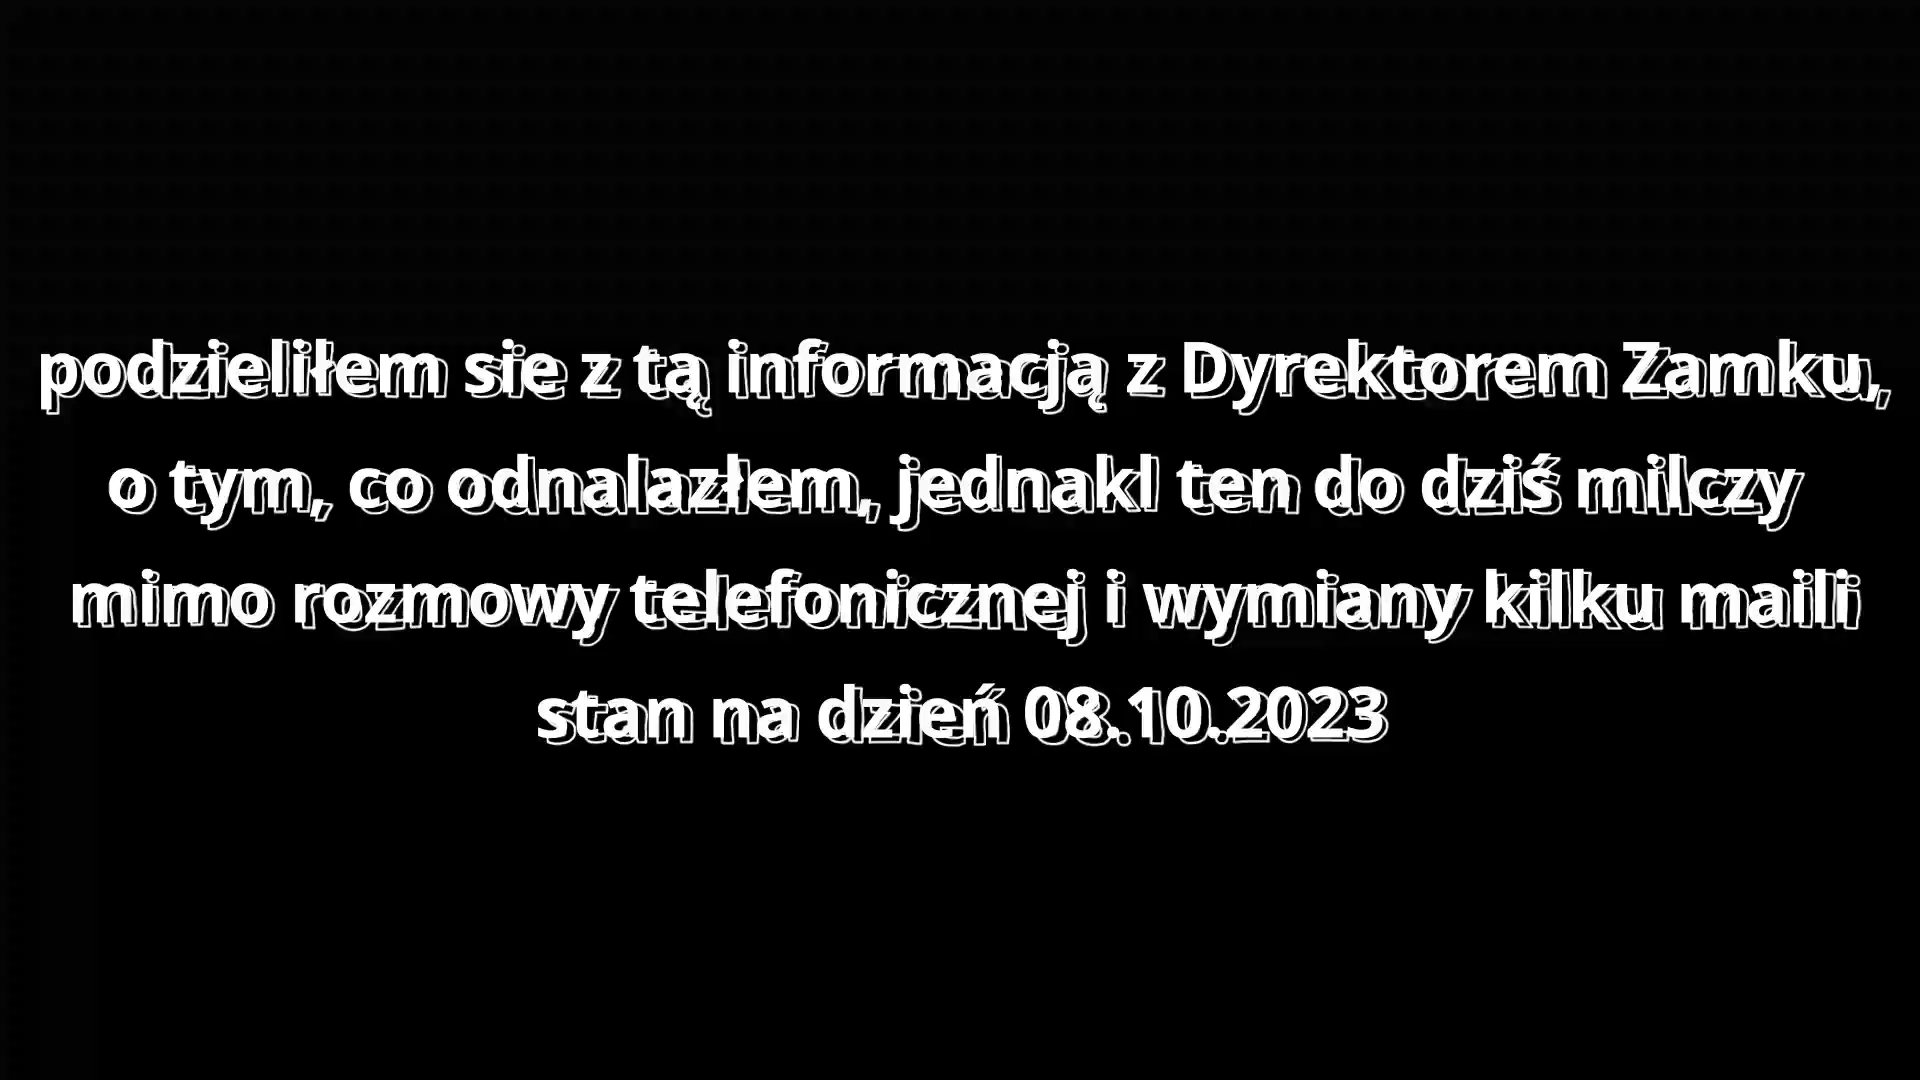 podzieliłem sie z tą informacją z Dyrektorem Zamku,
o tym, co odnalazłem, jednakl ten do dziś milczy
mimo rozmowy telefonicznej i wymiany kilku maili
stan na dzień 08.10.2023